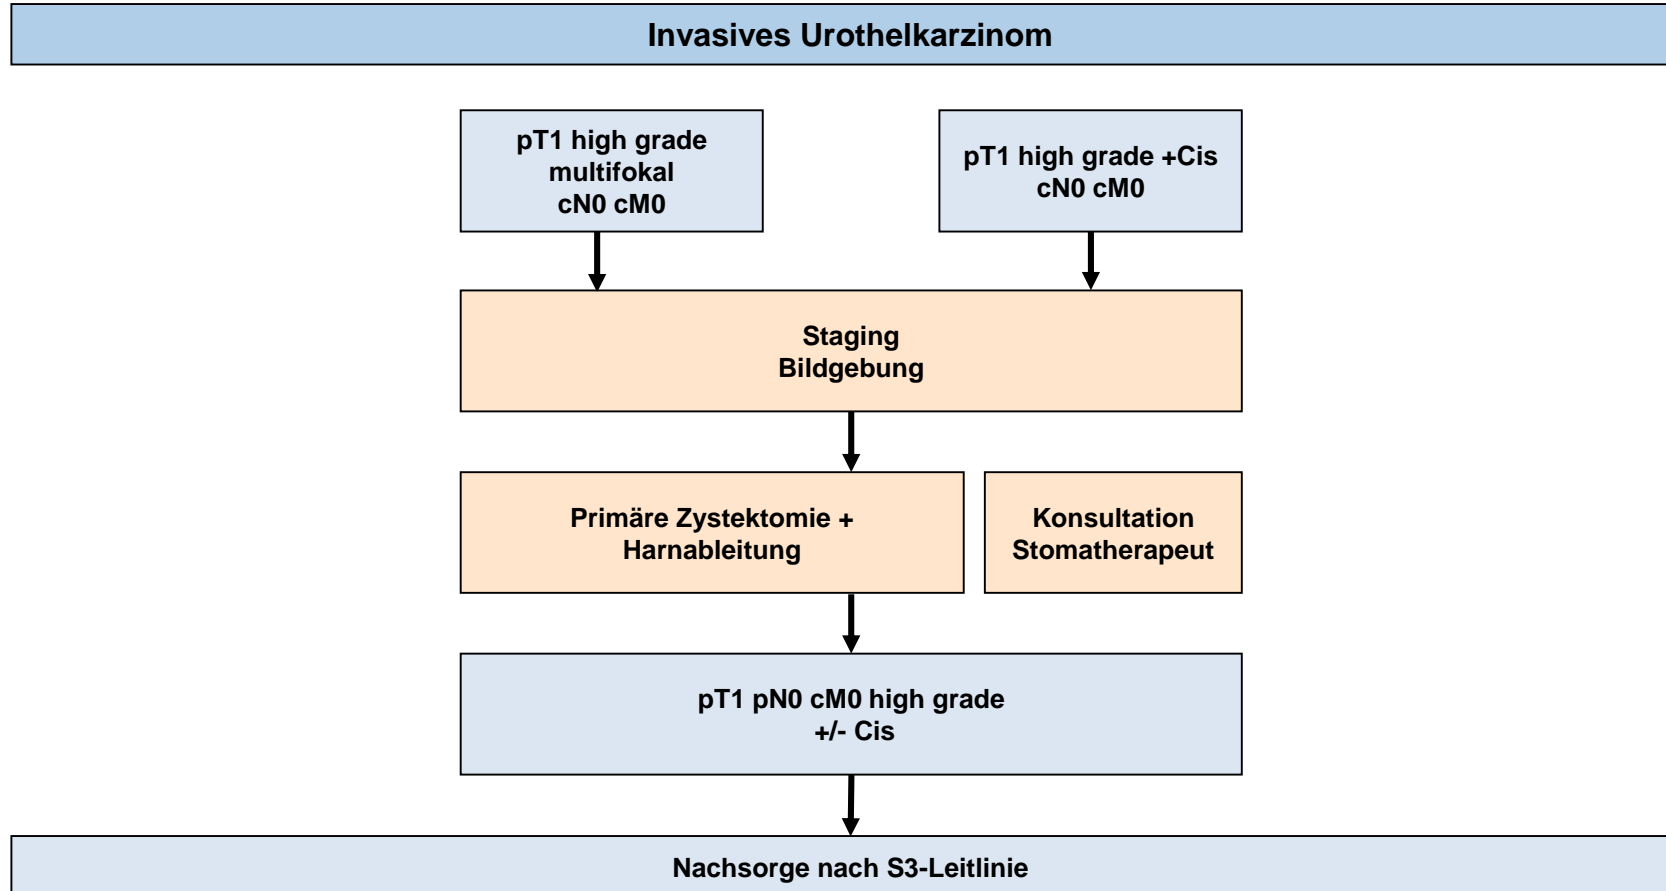 Invasives Urothelkarzinom
pT1 high grade
multifokal
cN0 cM0
pT1 high grade +Cis
cN0 cM0
Staging
Bildgebung
Primäre Zystektomie +
Harnableitung
Konsultation
Stomatherapeut
pT1 pN0 cM0 high grade
+/- Cis
Nachsorge nach S3-Leitlinie